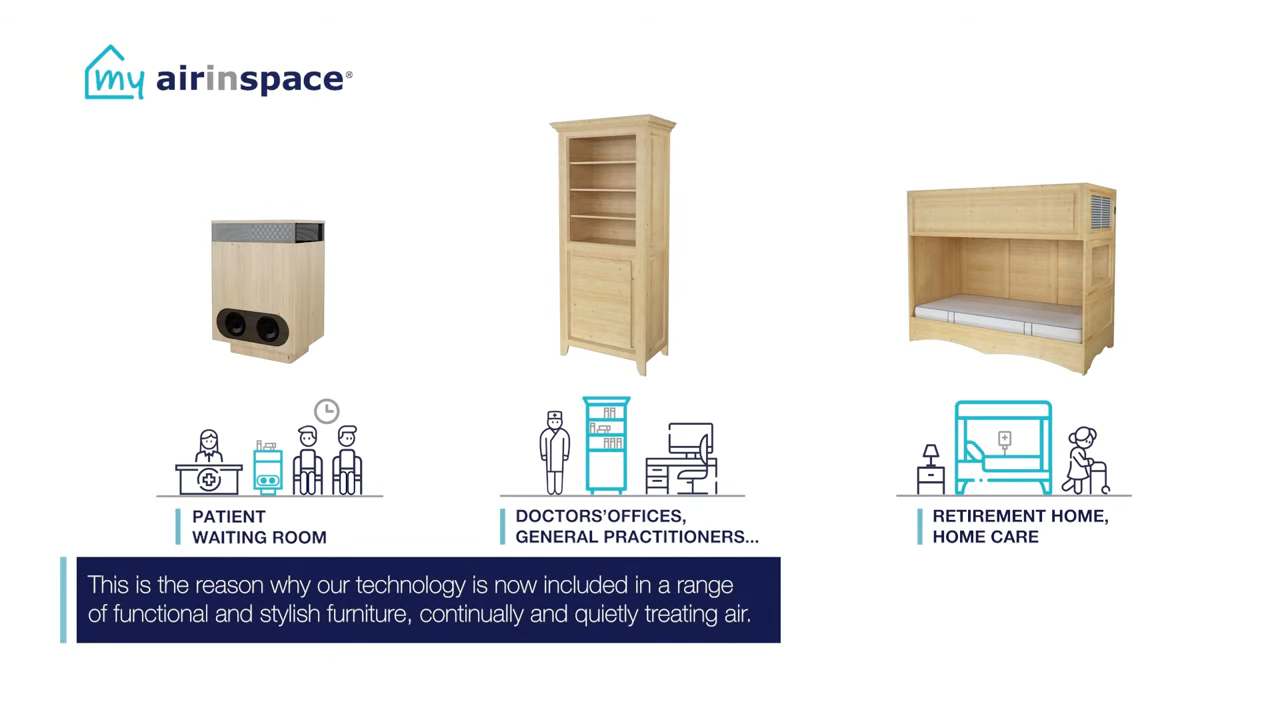 my airinspace®
PATIENT
WAITING ROOM
DOCTORS'OFFICES,
GENERAL PRACTITIONERS...
RETIREMENT HOME,
HOME CARE
This is the reason why our technology is now included in a range
of functional and stylish furniture, continually and quietly treating air.